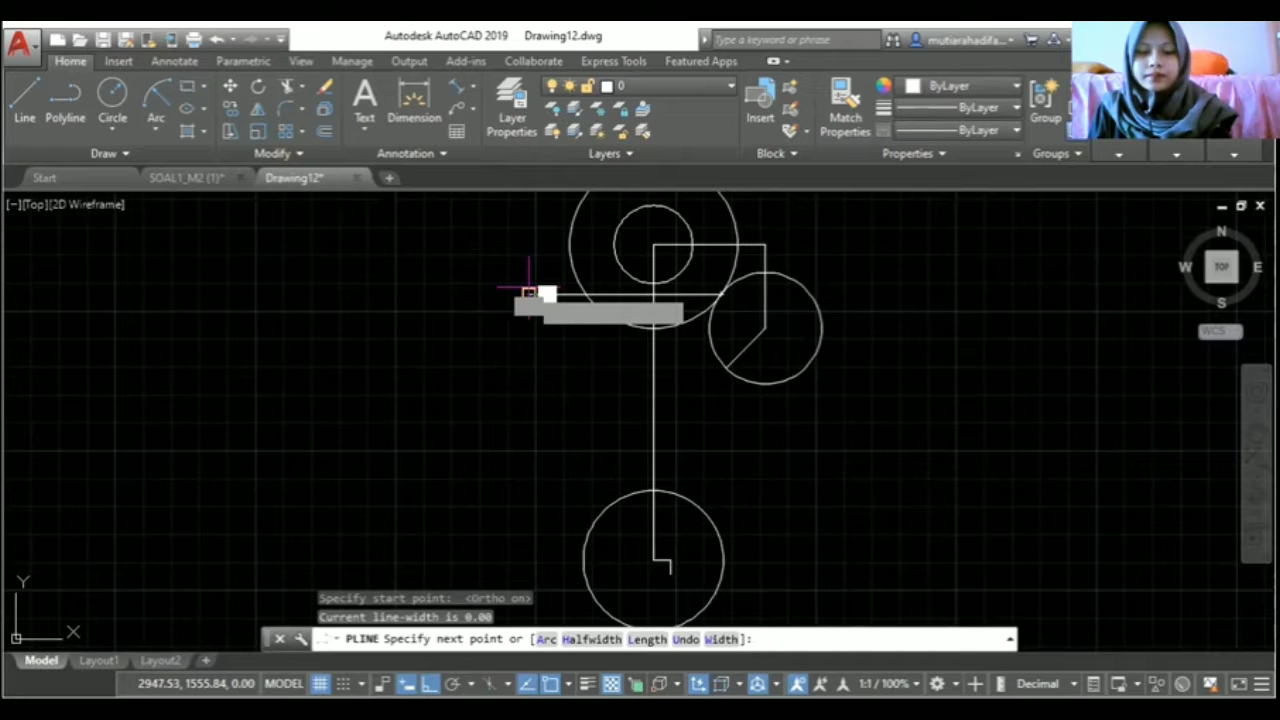 A
Autodesk AutoCAD 2019 Drawing12.dwg
Type a keyword or phrase
mutiarahadifa...
Home Insert Annotate Parametric View Manage Output Add-ins Collaborate Express Tools Featured Apps
0
ByLayer
ByLayer
ByLayer
A
Line Polyline Circle Arc Text Dimension Layer Properties Insert Match Properties Group
Draw Modify Annotation Layers Block Properties Groups
Start SOAL1_M2 (1)* Drawing12* +
[−][Top][2D Wireframe]
N
W TOP E
S
WCS
Y
X
Specify start point: <Ortho on>
Current line-width is 0.00
PLINE Specify next point or [Arc Halfwidth Length Undo Width]:
Model Layout1 Layout2 +
2947.53, 1555.84, 0.00 MODEL 1:1 / 100% Decimal